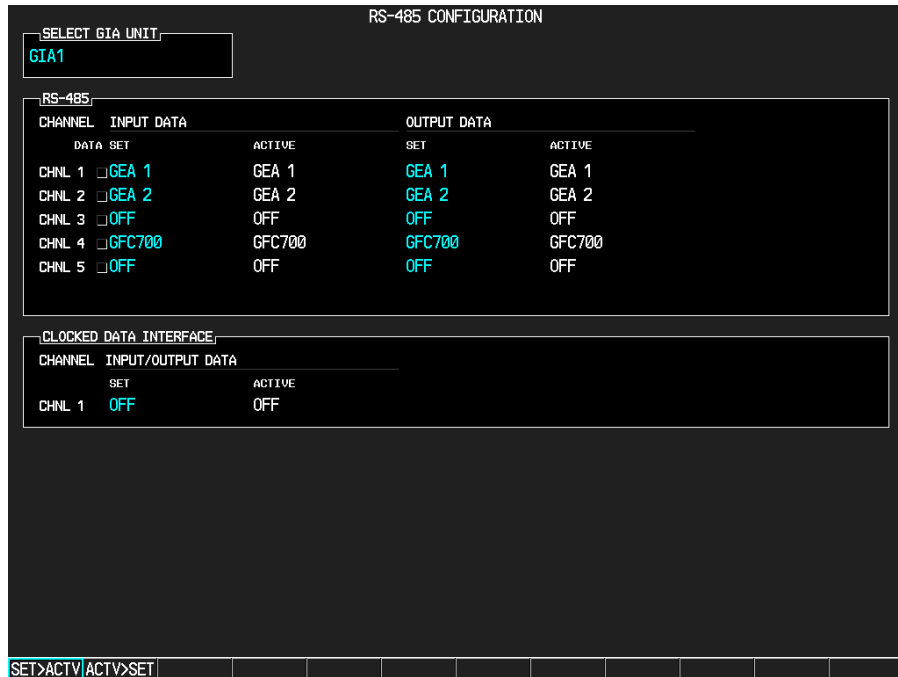 RS-485 CONFIGURATION
SELECT GIA UNIT
GIA1
RS-485
CHANNEL INPUT DATA OUTPUT DATA
DATA SET ACTIVE SET ACTIVE
CHNL 1 GEA 1 GEA 1 GEA 1 GEA 1
CHNL 2 GEA 2 GEA 2 GEA 2 GEA 2
CHNL 3 OFF OFF OFF OFF
CHNL 4 GFC700 GFC700 GFC700 GFC700
CHNL 5 OFF OFF OFF OFF
CLOCKED DATA INTERFACE
CHANNEL INPUT/OUTPUT DATA
SET ACTIVE
CHNL 1 OFF OFF
SET>ACTV ACTV>SET